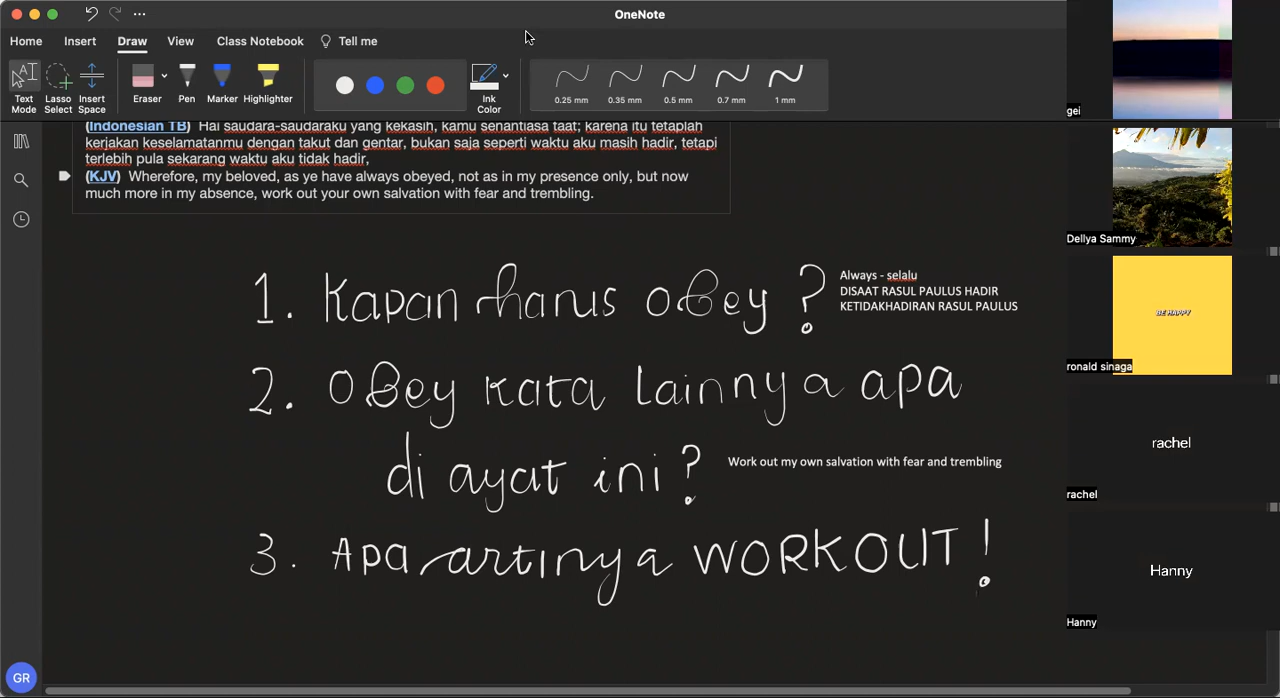 OneNote
Home Insert Draw View Class Notebook Tell me
Text Mode
Lasso Select
Insert Space
Eraser
Pen
Marker
Highlighter
Ink Color
0.25 mm 0.35 mm 0.5 mm 0.7 mm 1 mm
(Indonesian TB) Hai saudara-saudaraku yang kekasih, kamu senantiasa taat; karena itu tetaplah
kerjakan keselamatanmu dengan takut dan gentar, bukan saja seperti waktu aku masih hadir, tetapi
terlebih pula sekarang waktu aku tidak hadir,
(KJV) Wherefore, my beloved, as ye have always obeyed, not as in my presence only, but now
much more in my absence, work out your own salvation with fear and trembling.
1. Kapan harus obey ?
Always - selalu
DISAAT RASUL PAULUS HADIR
KETIDAKHADIRAN RASUL PAULUS
2. Obey kata lainnya apa
di ayat ini ?
Work out my own salvation with fear and trembling
3. Apa artinya WORKOUT !
GR
gei
Dellya Sammy
BE HAPPY
ronald sinaga
rachel
rachel
Hanny
Hanny